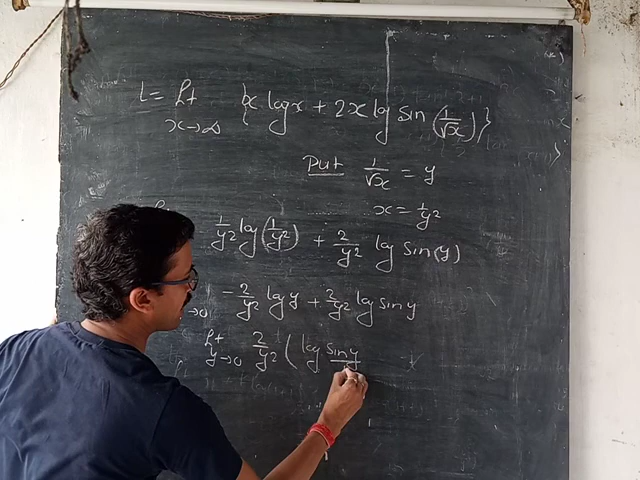 l = Lt {x logx + 2x log sin (1/√x)}
x→∞
Put 1/√x = y
x = 1/y²
1/y² log(1/y²) + 2/y² log sin(y)
→0 -2/y² log y + 2/y² log sin y
Lt y→0 2/y² ( log sin y